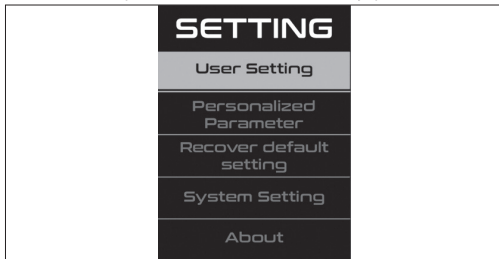 SETTING
User Setting
Personalized
Parameter
Recover default
setting
System Setting
About